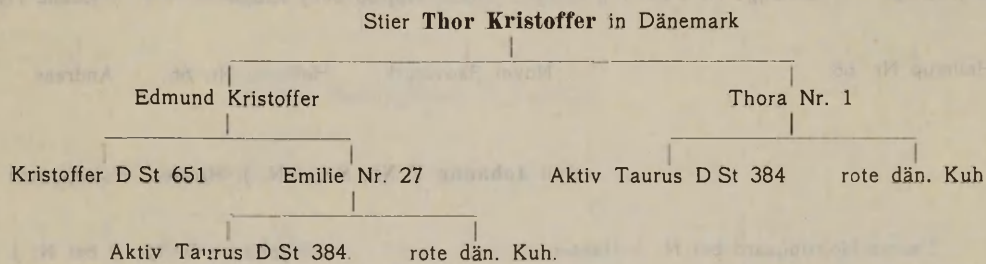 Stier Thor Kristoffer in Dänemark
Edmund Kristoffer Thora Nr. 1
Kristoffer D St 651 Emilie Nr. 27 Aktiv Taurus D St 384 rote dän. Kuh
Aktiv Taurus D St 384. rote dän. Kuh.